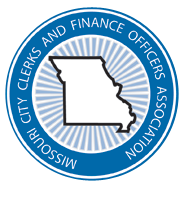 MISSOURI CITY CLERKS AND FINANCE OFFICERS ASSOCIATION